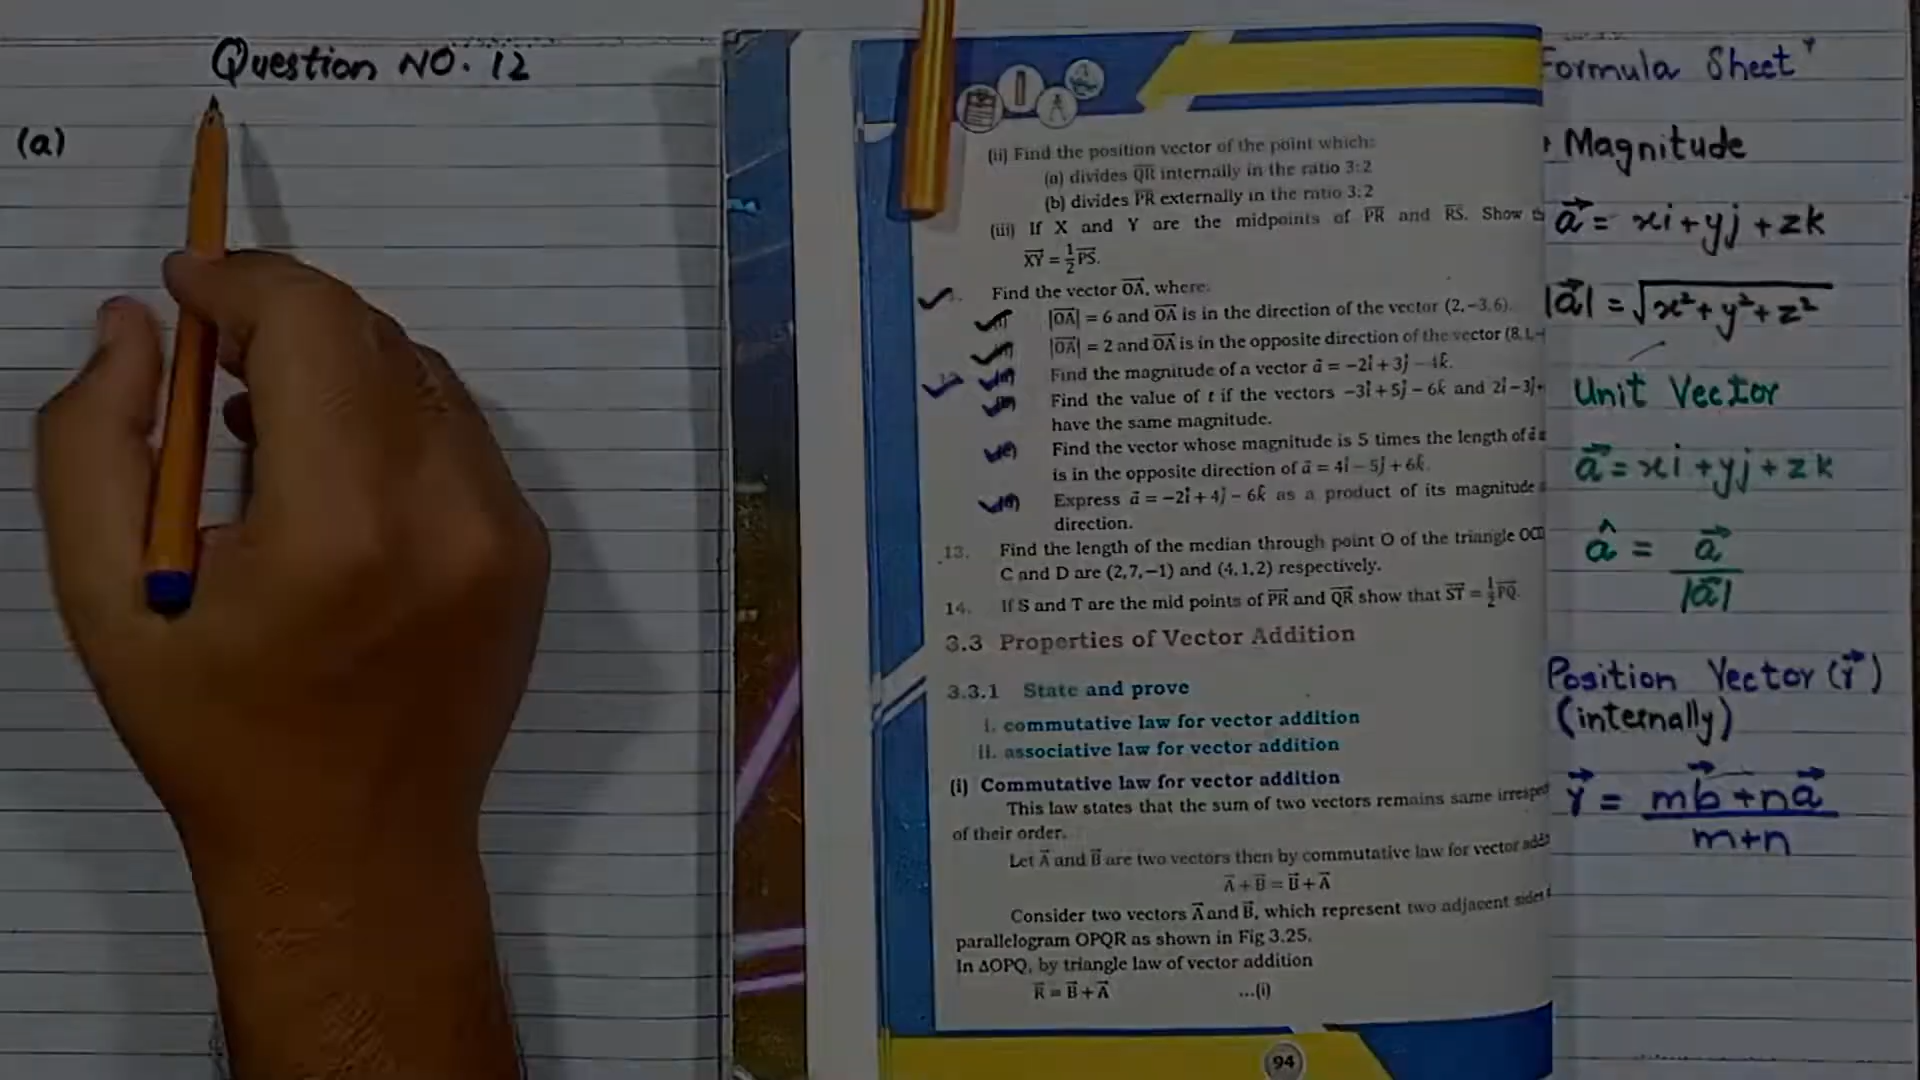 Question NO. 12
(a)
(ii) Find the position vector of the point which:
(a) divides QR internally in the ratio 3:2
(b) divides PR externally in the ratio 3:2
(iii) If X and Y are the midpoints of PR and RS. Show
XY = 1/2 PS.
Find the vector OA, where:
|OA| = 6 and OA is in the direction of the vector (2,−3,6).
|OA| = 2 and OA is in the opposite direction of the vector (8,1,−
Find the magnitude of a vector a⃗ = −2î + 3ĵ − 4k̂.
Find the value of t if the vectors −3î + 5ĵ − 6k̂ and 2î − 3ĵ+
have the same magnitude.
Find the vector whose magnitude is 5 times the length of a⃗
is in the opposite direction of a⃗ = 4î − 5ĵ + 6k̂.
Express a⃗ = −2î + 4ĵ − 6k̂ as a product of its magnitude
direction.
13. Find the length of the median through point O of the triangle
C and D are (2,7,−1) and (4,1,2) respectively.
14. If S and T are the mid points of PR and QR show that ST = 1/2 PQ.
3.3 Properties of Vector Addition
3.3.1 State and prove
i. commutative law for vector addition
ii. associative law for vector addition
(i) Commutative law for vector addition
This law states that the sum of two vectors remains same
of their order.
Let A⃗ and B⃗ are two vectors then by commutative law for vector
A⃗ + B⃗ = B⃗ + A⃗
Consider two vectors A⃗ and B⃗, which represent two adjacent sides
parallelogram OPQR as shown in Fig 3.25.
In ΔOPQ, by triangle law of vector addition
R⃗ = B⃗ + A⃗ ...(i)
94
Formula Sheet
Magnitude
a⃗ = xi + yj + zk
|a⃗| = √x² + y² + z²
Unit Vector
a⃗ = xi + yj + zk
â = a⃗ / |a⃗|
Position Vector (r⃗)
(internally)
r⃗ = mb⃗ + na⃗ / m+n